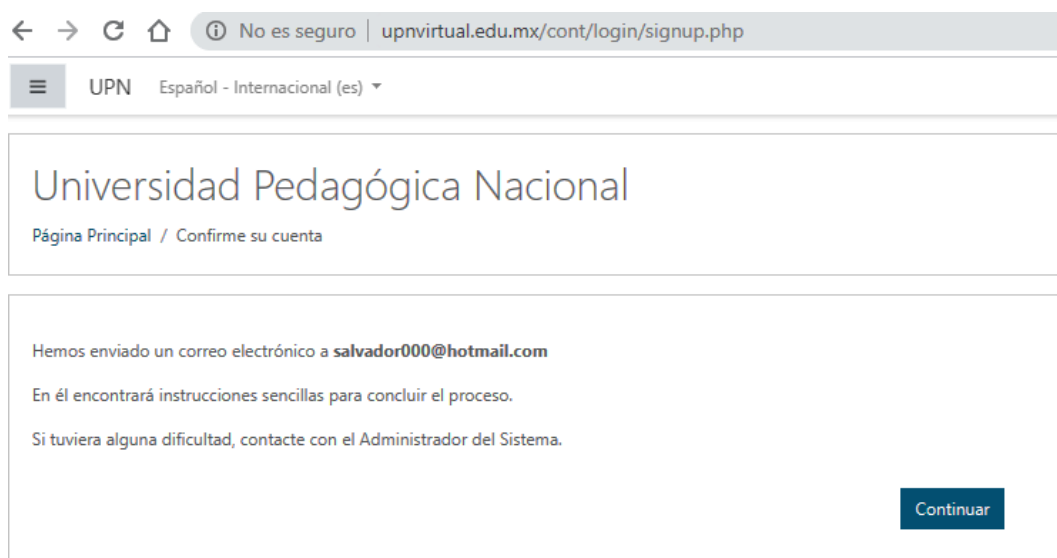 No es seguro | upnvirtual.edu.mx/cont/login/signup.php
UPN Español - Internacional (es)
Universidad Pedagógica Nacional
Página Principal / Confirme su cuenta
Hemos enviado un correo electrónico a salvador000@hotmail.com
En él encontrará instrucciones sencillas para concluir el proceso.
Si tuviera alguna dificultad, contacte con el Administrador del Sistema.
Continuar